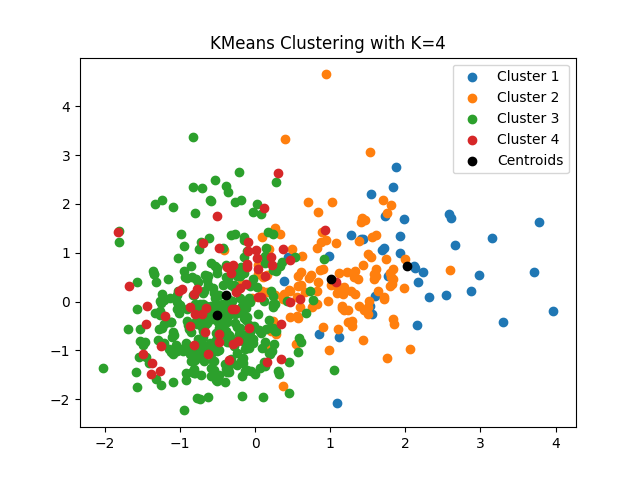 KMeans Clustering with K=4
Cluster 1
Cluster 2
Cluster 3
Cluster 4
Centroids
4
3
2
1
0
−1
−2
−2 −1 0 1 2 3 4